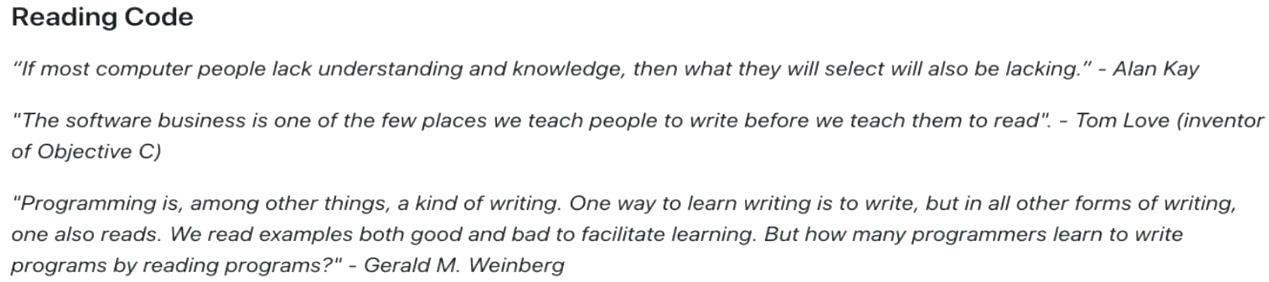 Reading Code
“If most computer people lack understanding and knowledge, then what they will select will also be lacking.” - Alan Kay
"The software business is one of the few places we teach people to write before we teach them to read". - Tom Love (inventor
of Objective C)
"Programming is, among other things, a kind of writing. One way to learn writing is to write, but in all other forms of writing,
one also reads. We read examples both good and bad to facilitate learning. But how many programmers learn to write
programs by reading programs?" - Gerald M. Weinberg